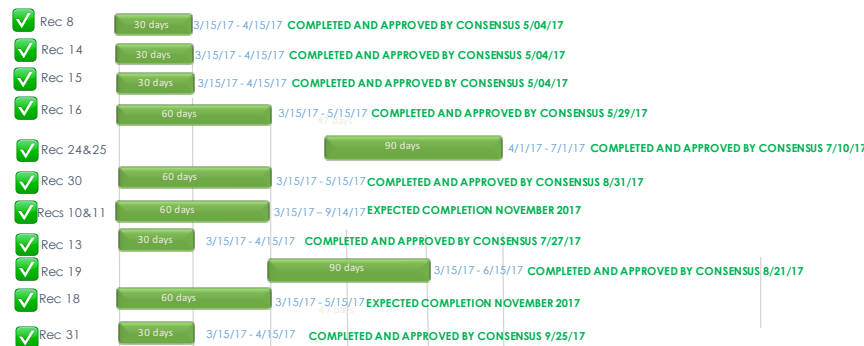 Rec 8 30 days 3/15/17 - 4/15/17 COMPLETED AND APPROVED BY CONSENSUS 5/04/17
Rec 14 30 days 3/15/17 - 4/15/17 COMPLETED AND APPROVED BY CONSENSUS 5/04/17
Rec 15 30 days 3/15/17 - 4/15/17 COMPLETED AND APPROVED BY CONSENSUS 5/04/17
Rec 16 60 days 3/15/17 - 5/15/17 COMPLETED AND APPROVED BY CONSENSUS 5/29/17
47 days
Rec 24&25 90 days 4/1/17 - 7/1/17 COMPLETED AND APPROVED BY CONSENSUS 7/10/17
Rec 30 60 days 3/15/17 - 5/15/17 COMPLETED AND APPROVED BY CONSENSUS 8/31/17
Recs 10&11 60 days 3/15/17 – 9/14/17 EXPECTED COMPLETION NOVEMBER 2017
Rec 13 30 days 3/15/17 - 4/15/17 COMPLETED AND APPROVED BY CONSENSUS 7/27/17
Rec 19 90 days 3/15/17 - 6/15/17 COMPLETED AND APPROVED BY CONSENSUS 8/21/17
Rec 18 60 days 3/15/17 - 5/15/17 EXPECTED COMPLETION NOVEMBER 2017
47 days
Rec 31 30 days 3/15/17 - 4/15/17 COMPLETED AND APPROVED BY CONSENSUS 9/25/17